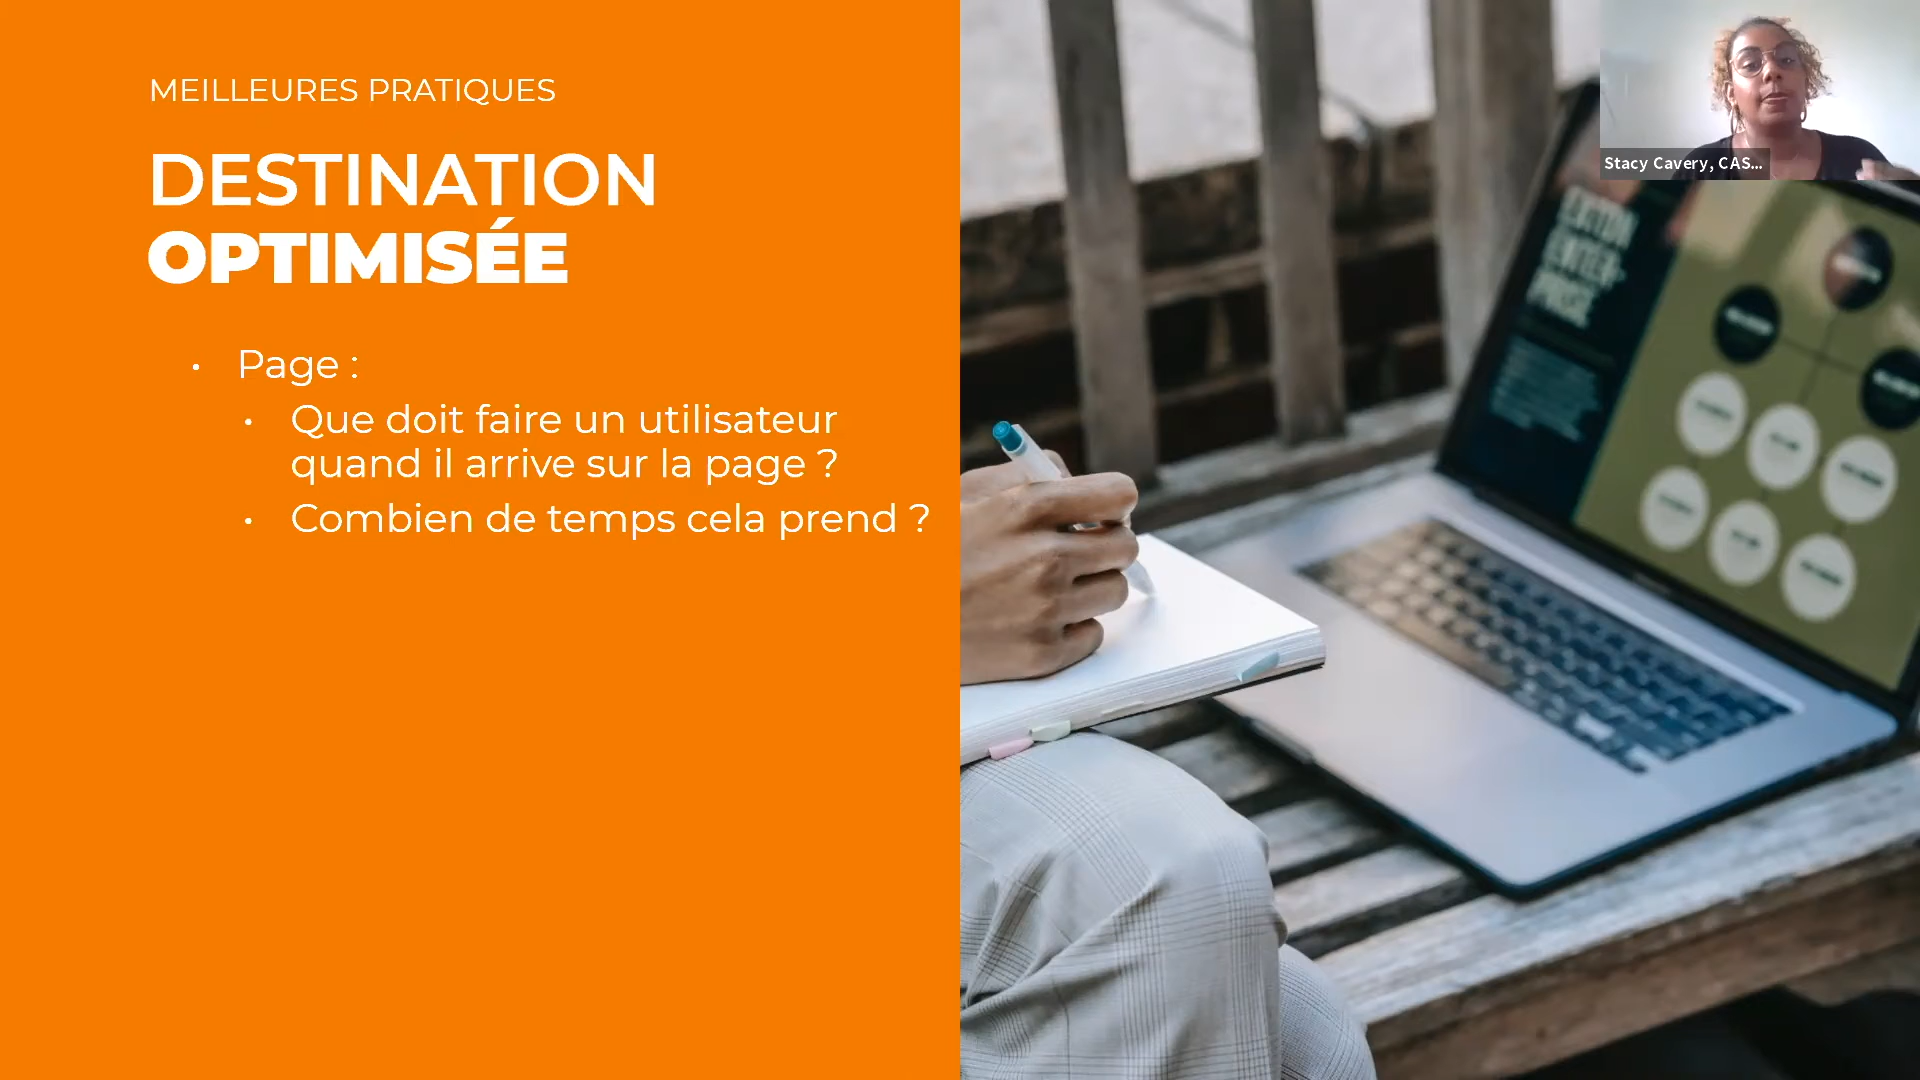 MEILLEURES PRATIQUES
DESTINATION
OPTIMISÉE
• Page :
• Que doit faire un utilisateur
quand il arrive sur la page ?
• Combien de temps cela prend ?
Stacy Cavery, CAS...